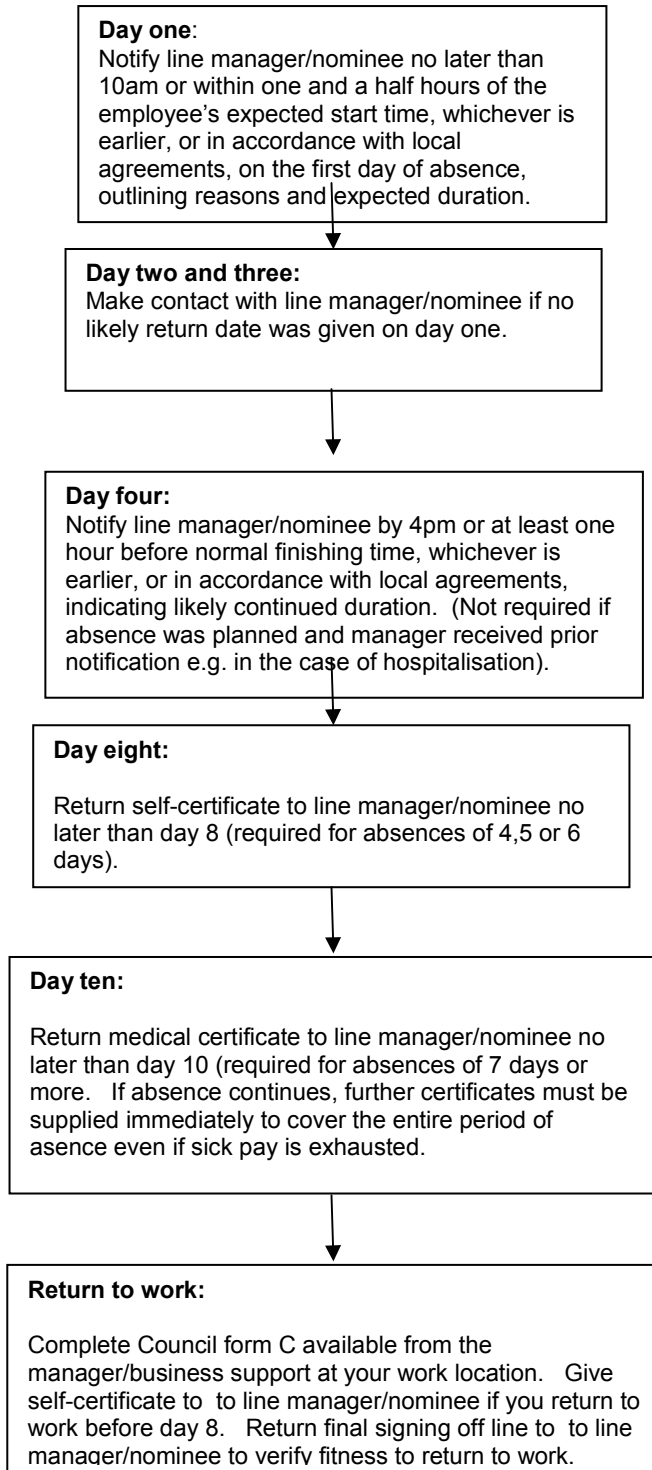 Day one:
Notify line manager/nominee no later than
10am or within one and a half hours of the
employee’s expected start time, whichever is
earlier, or in accordance with local
agreements, on the first day of absence,
outlining reasons and expected duration.
Day two and three:
Make contact with line manager/nominee if no
likely return date was given on day one.
Day four:
Notify line manager/nominee by 4pm or at least one
hour before normal finishing time, whichever is
earlier, or in accordance with local agreements,
indicating likely continued duration.  (Not required if
absence was planned and manager received prior
notification e.g. in the case of hospitalisation).
Day eight:
Return self-certificate to line manager/nominee no
later than day 8 (required for absences of 4,5 or 6
days).
Day ten:
Return medical certificate to line manager/nominee no
later than day 10 (required for absences of 7 days or
more.   If absence continues, further certificates must be
supplied immediately to cover the entire period of
asence even if sick pay is exhausted.
Return to work:
Complete Council form C available from the
manager/business support at your work location.   Give
self-certificate to  to line manager/nominee if you return to
work before day 8.   Return final signing off line to  to line
manager/nominee to verify fitness to return to work.